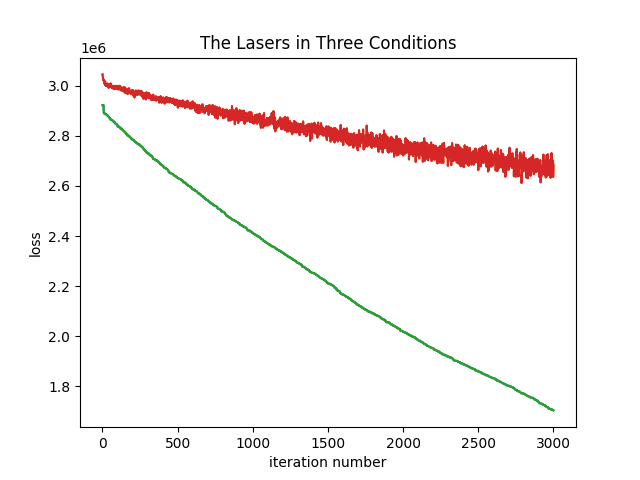 The Lasers in Three Conditions
1e6
3.0
2.8
2.6
2.4
2.2
2.0
1.8
loss
0 500 1000 1500 2000 2500 3000
iteration number